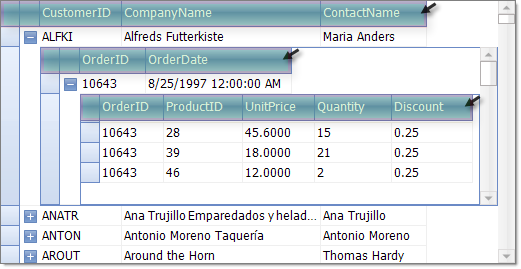 CustomerID CompanyName ContactName
ALFKI Alfreds Futterkiste Maria Anders
OrderID OrderDate
10643 8/25/1997 12:00:00 AM
OrderID ProductID UnitPrice Quantity Discount
10643 28 45.6000 15 0.25
10643 39 18.0000 21 0.25
10643 46 12.0000 2 0.25
ANATR Ana Trujillo Emparedados y helad... Ana Trujillo
ANTON Antonio Moreno Taquería Antonio Moreno
AROUT Around the Horn Thomas Hardy